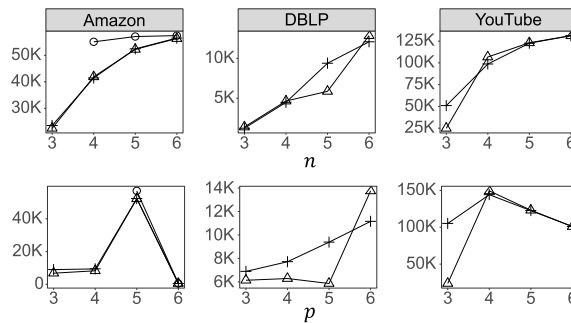 Amazon DBLP YouTube
50K 40K 30K
10K 5K
125K 100K 75K 50K 25K
3 4 5 6 3 4 5 6 3 4 5 6
n
40K 20K 0
14K 12K 10K 8K 6K
150K 100K 50K
3 4 5 6 3 4 5 6 3 4 5 6
p